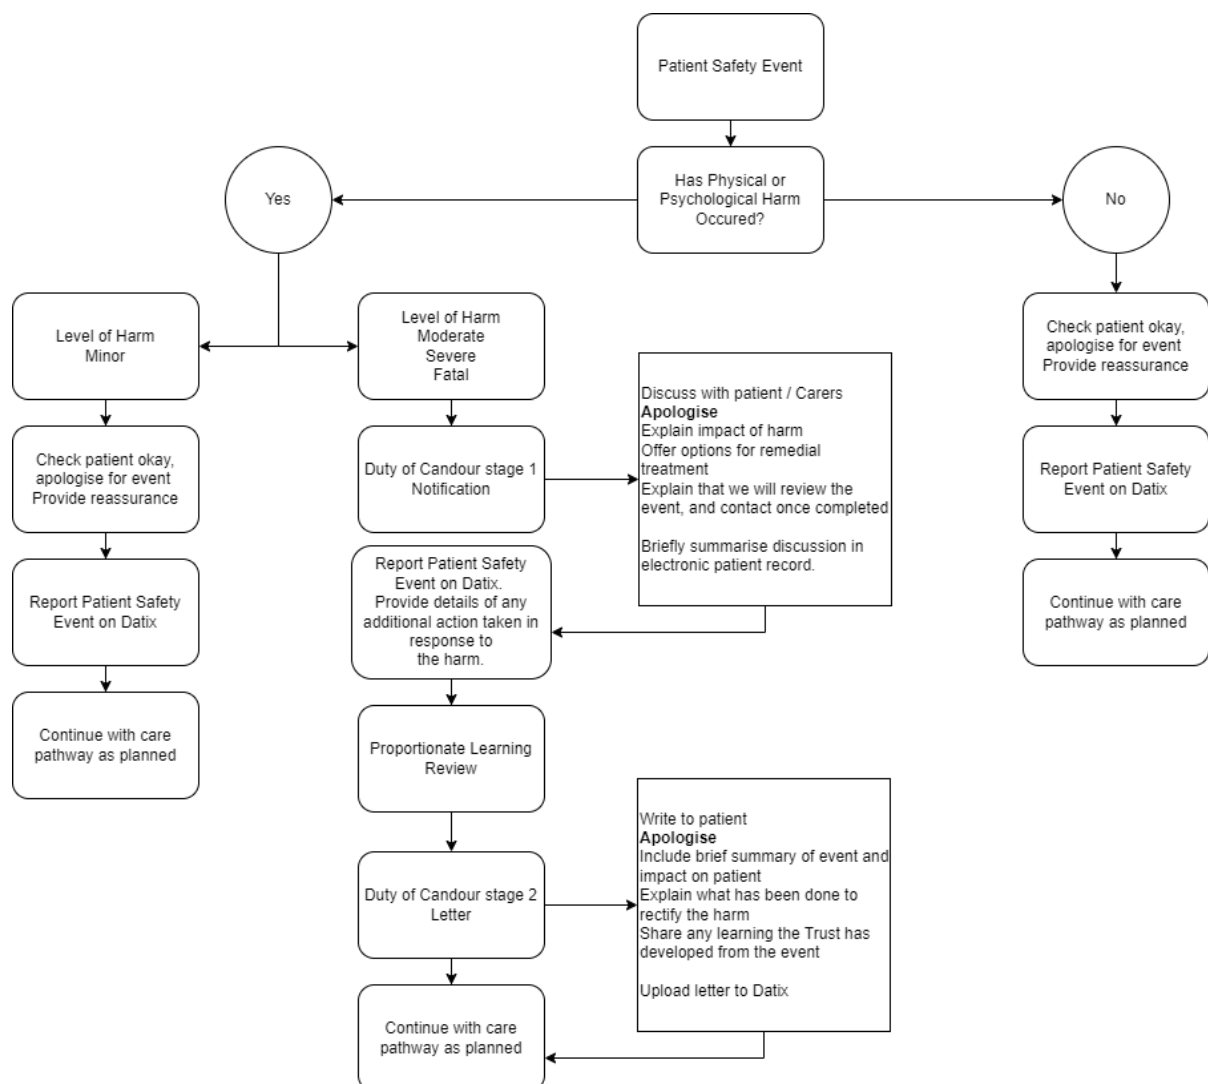 Patient Safety Event
Has Physical or
Psychological Harm
Occured?
Yes
No
Level of Harm
Minor
Check patient okay,
apologise for event
Provide reassurance
Report Patient Safety
Event on Datix
Continue with care
pathway as planned
Level of Harm
Moderate
Severe
Fatal
Duty of Candour stage 1
Notification
Discuss with patient / Carers
Apologise
Explain impact of harm
Offer options for remedial
treatment
Explain that we will review the
event, and contact once completed
Briefly summarise discussion in
electronic patient record.
Report Patient Safety
Event on Datix.
Provide details of any
additional action taken in
response to
the harm.
Proportionate Learning
Review
Duty of Candour stage 2
Letter
Write to patient
Apologise
Include brief summary of event and
impact on patient
Explain what has been done to
rectify the harm
Share any learning the Trust has
developed from the event
Upload letter to Datix
Continue with care
pathway as planned
Check patient okay,
apologise for event
Provide reassurance
Report Patient Safety
Event on Datix
Continue with care
pathway as planned